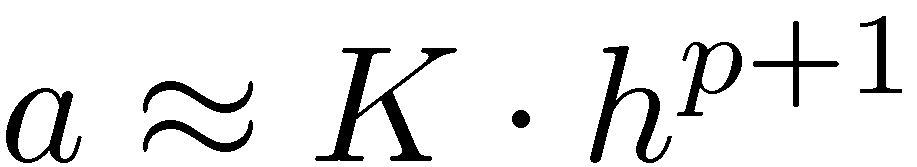 a ≈ K · h^{p+1}